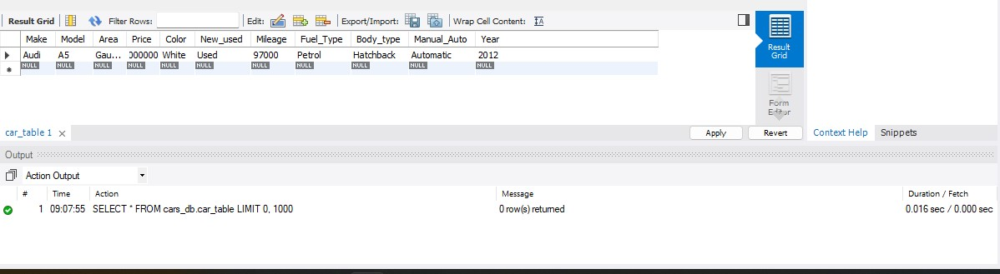 Result Grid Filter Rows: Edit: Export/Import: Wrap Cell Content:
Make Model Area Price Color New_used Mileage Fuel_Type Body_type Manual_Auto Year
Audi A5 Gau... 000000 White Used 97000 Petrol Hatchback Automatic 2012
NULL NULL NULL NULL NULL NULL NULL NULL NULL NULL NULL
Result
Grid
Form
Editor
car_table 1 Apply Revert Context Help Snippets
Output
Action Output
# Time Action Message Duration / Fetch
1 09:07:55 SELECT * FROM cars_db.car_table LIMIT 0, 1000 0 row(s) returned 0.016 sec / 0.000 sec